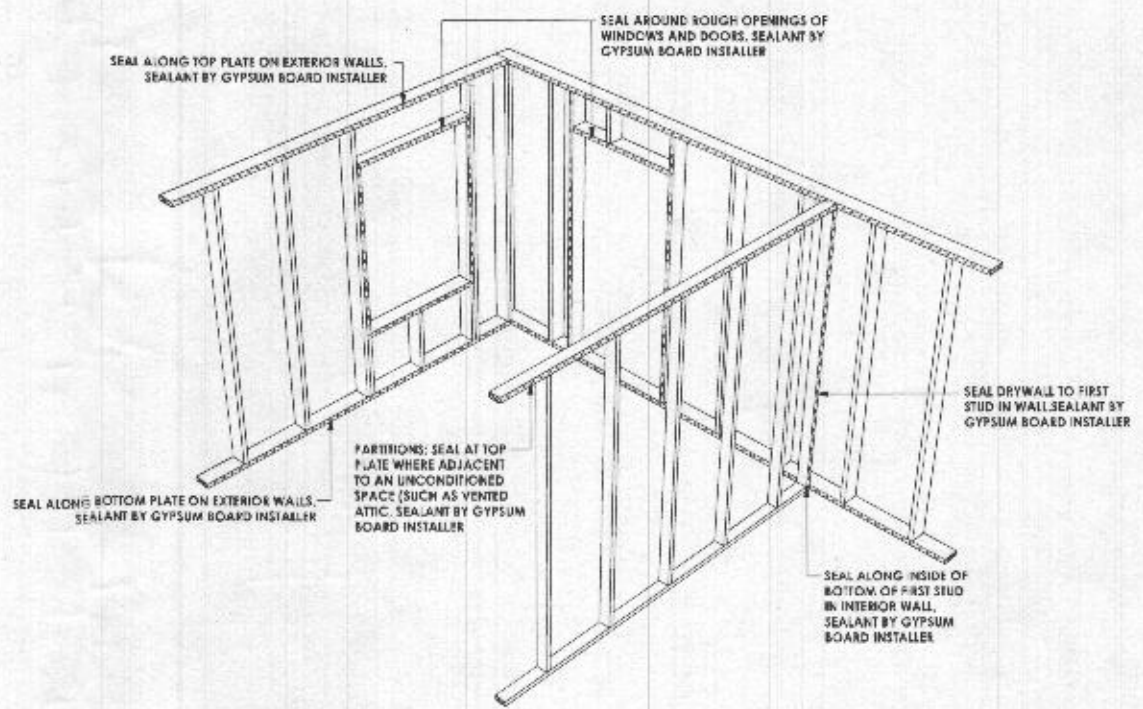 SEAL AROUND ROUGH OPENINGS OF
WINDOWS AND DOORS. SEALANT BY
GYPSUM BOARD INSTALLER
SEAL ALONG TOP PLATE ON EXTERIOR WALLS.
SEALANT BY GYPSUM BOARD INSTALLER
SEAL DRYWALL TO FIRST
STUD IN WALL.SEALANT BY
GYPSUM BOARD INSTALLER
PARTITIONS: SEAL AT TOP
PLATE WHERE ADJACENT
TO AN UNCONDITIONED
SPACE (SUCH AS VENTED
ATTIC. SEALANT BY GYPSUM
BOARD INSTALLER
SEAL ALONG BOTTOM PLATE ON EXTERIOR WALLS.
SEALANT BY GYPSUM BOARD INSTALLER
SEAL ALONG INSIDE OF
BOTTOM OF FIRST STUD
IN INTERIOR WALL.
SEALANT BY GYPSUM
BOARD INSTALLER